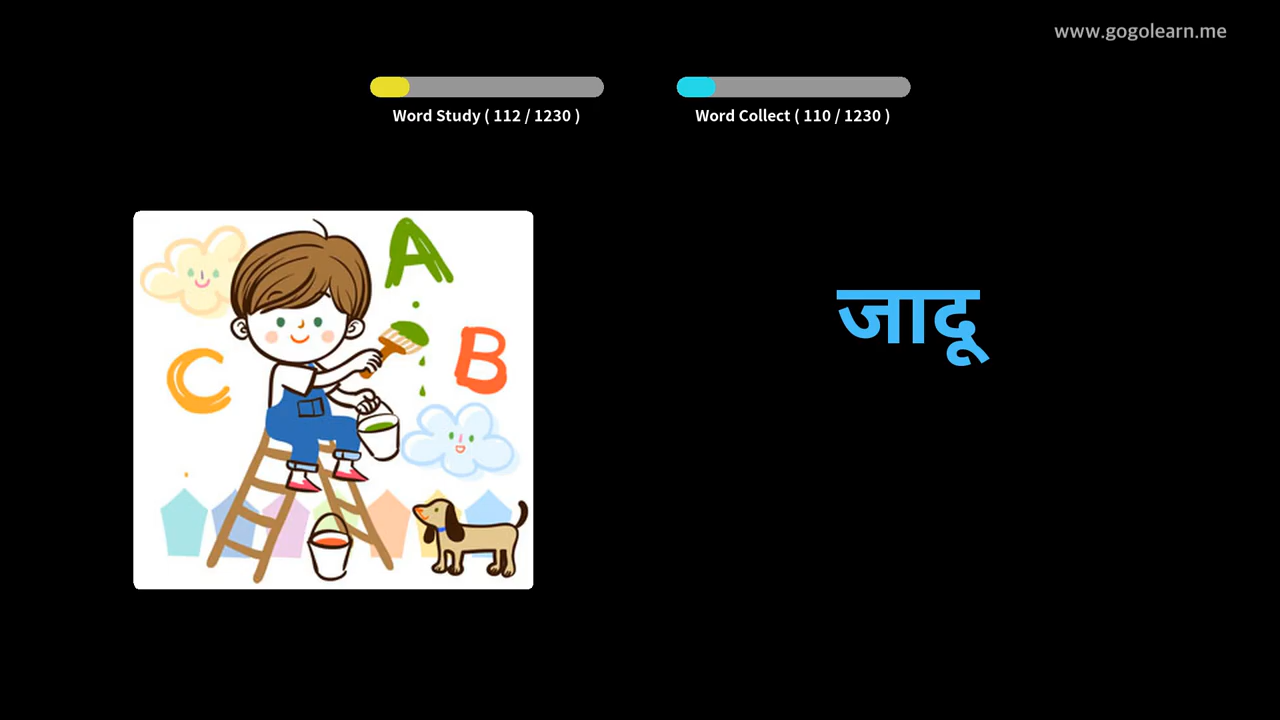 www.gogolearn.me
Word Study ( 112 / 1230 )
Word Collect ( 110 / 1230 )
A
B
C
जादू